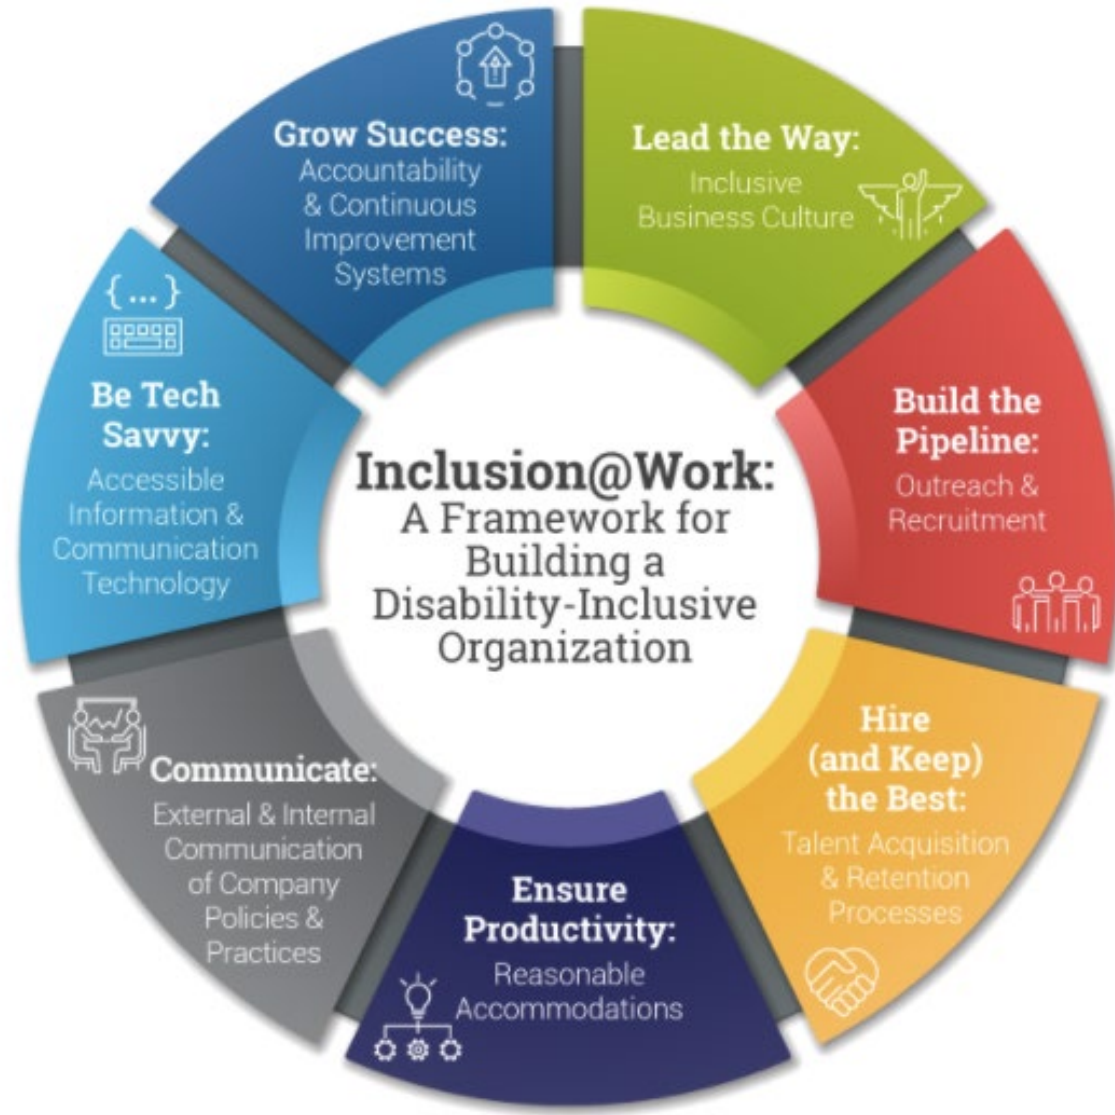 Inclusion@Work:
A Framework for
Building a
Disability-Inclusive
Organization
Lead the Way:
Inclusive
Business Culture
Build the
Pipeline:
Outreach &
Recruitment
Hire
(and Keep)
the Best:
Talent Acquisition
& Retention
Processes
Ensure
Productivity:
Reasonable
Accommodations
Communicate:
External & Internal
Communication
of Company
Policies &
Practices
Be Tech
Savvy:
Accessible
Information &
Communication
Technology
Grow Success:
Accountability
& Continuous
Improvement
Systems
{...}